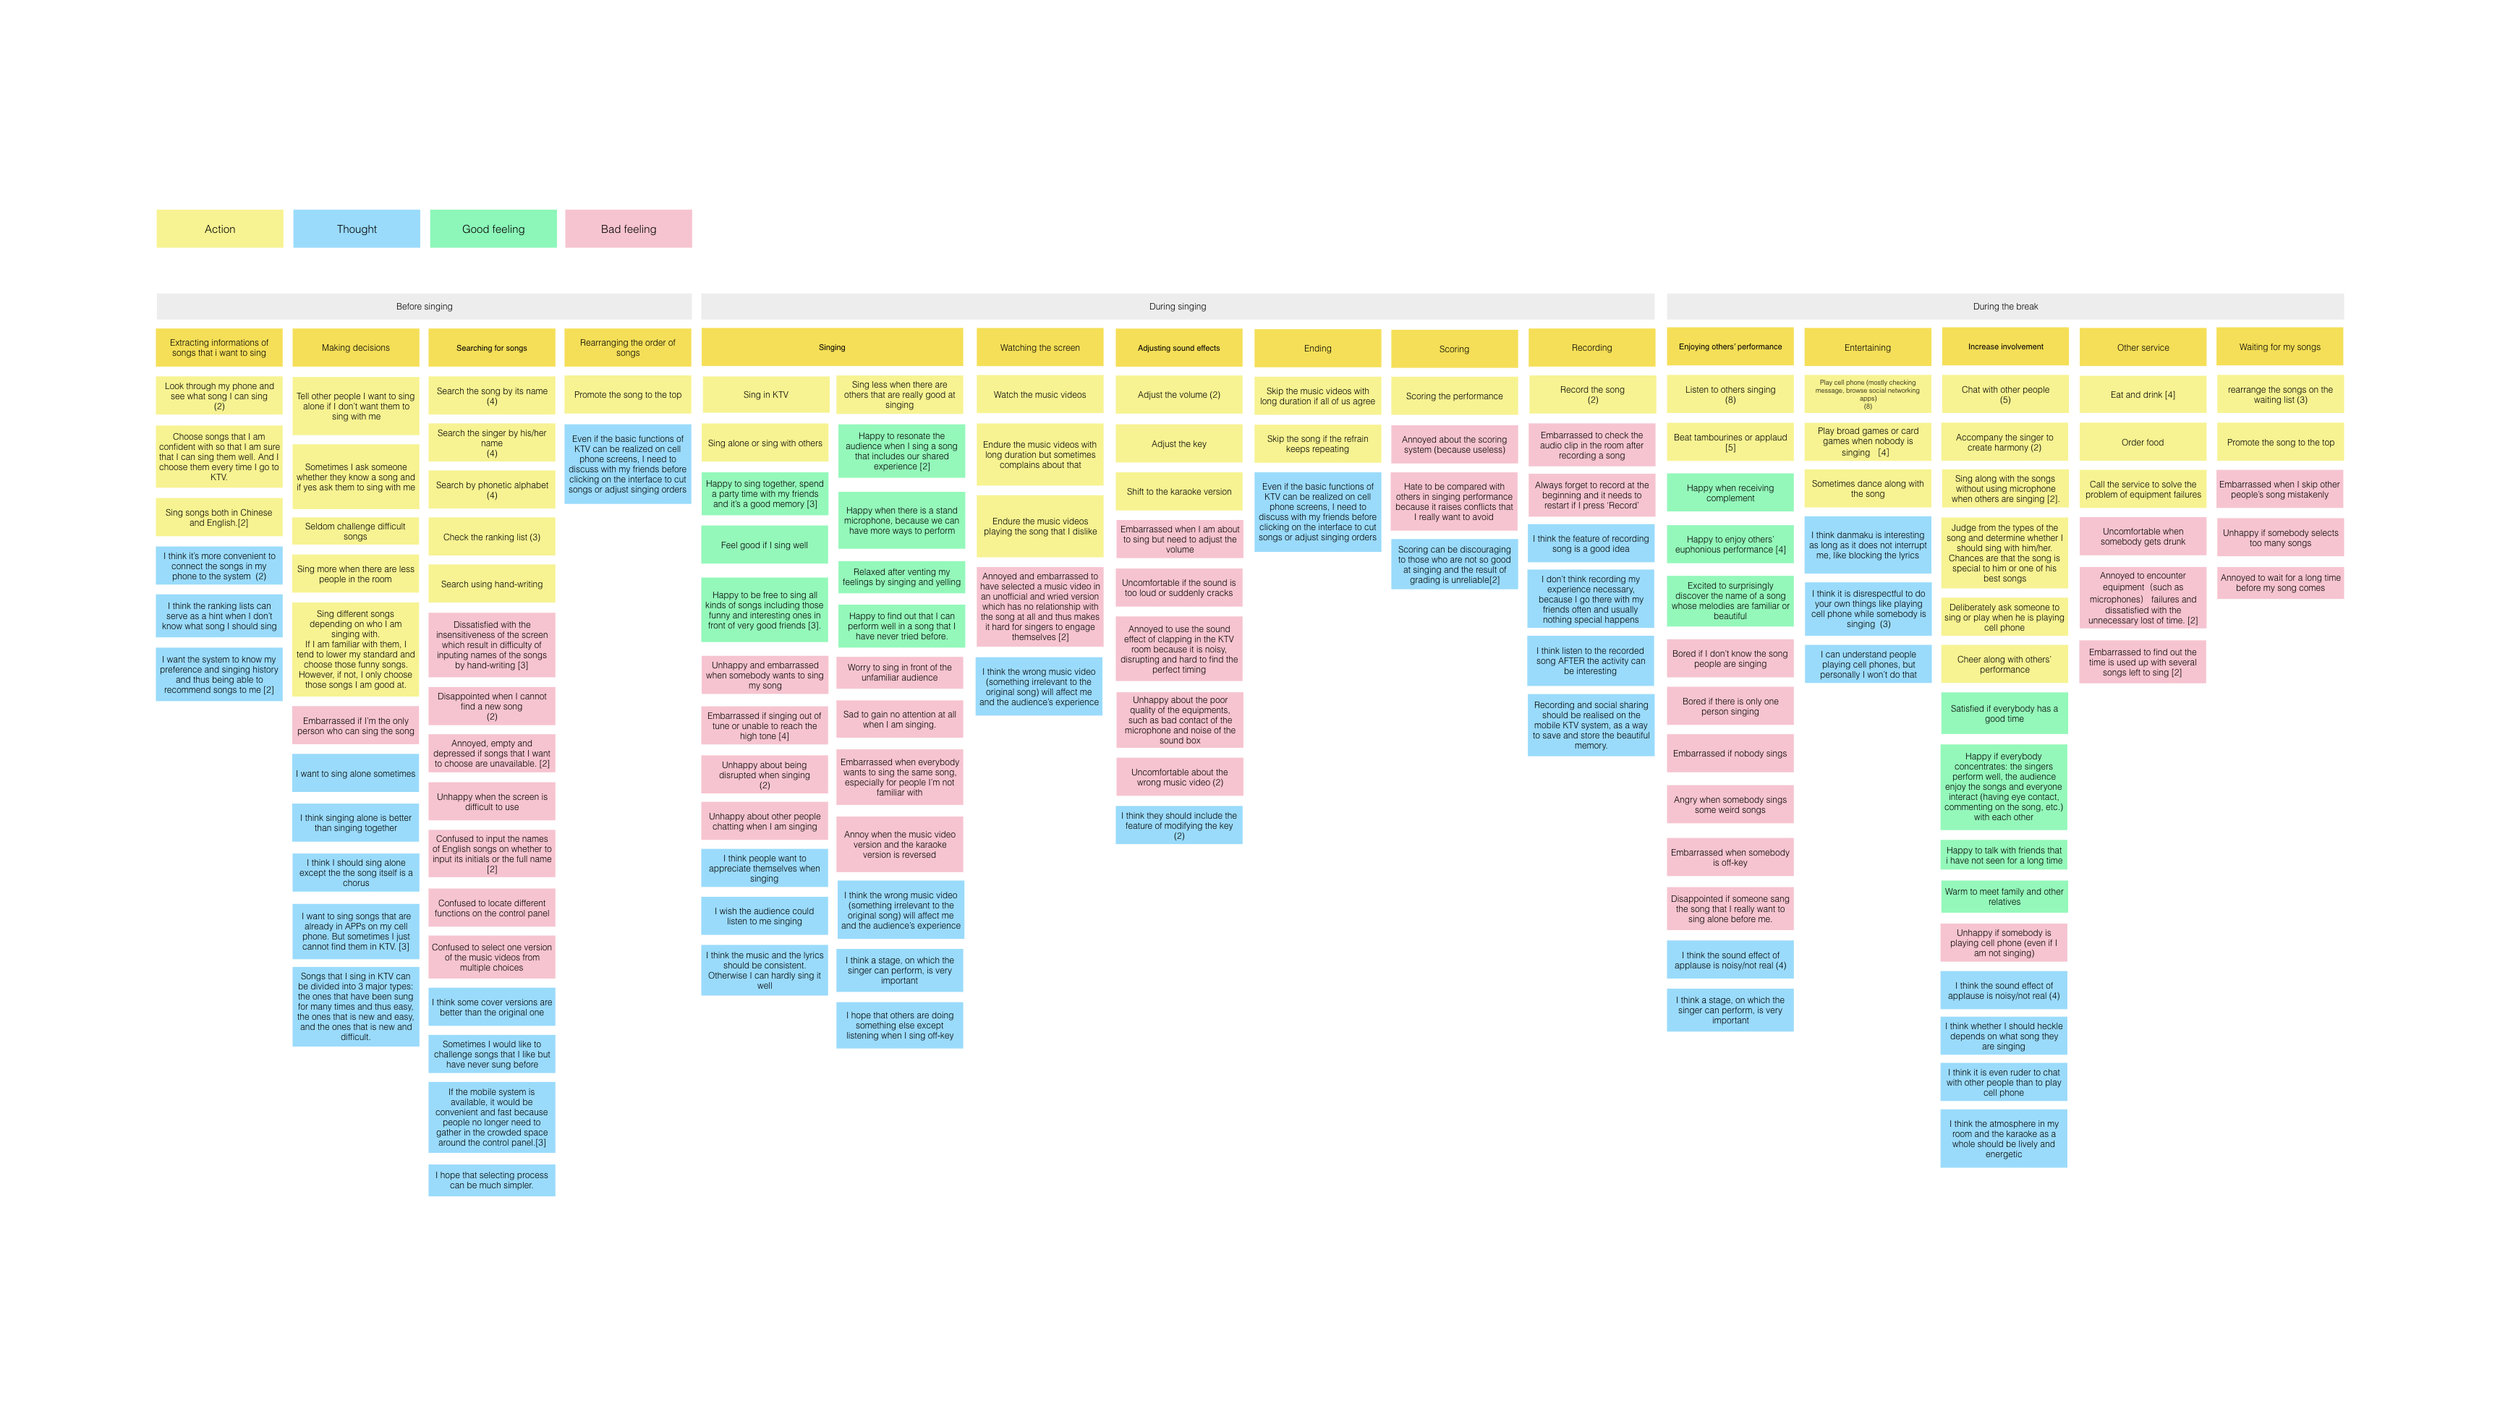 Action
Thought
Good feeling
Bad feeling
Before singing
During singing
During the break
Extracting informations of
songs that i want to sing
Look through my phone and
see what song I can sing
(2)
Choose songs that I am
confident with so that I am sure
that I can sing them well. And I
choose them every time I go to
KTV.
Sing songs both in Chinese
and English.[2]
I think it's more convenient to
connect the songs in my
phone to the system (2)
I think the ranking lists can
serve as a hint when I don't
know what song I should sing
I want the system to know my
preference and singing history
and thus being able to
recommend songs to me [2]
Making decisions
Tell other people I want to sing
alone if I don't want them to
sing with me
Sometimes I ask someone
whether they know a song and
if yes ask them to sing with me
Seldom challenge difficult
songs
Sing more when there are less
people in the room
Sing different songs
depending on who I am
singing with.
If I am familiar with them, I
tend to lower my standard and
choose those funny songs.
However, if not, I only choose
those songs I am good at.
Embarrassed if I'm the only
person who can sing the song
I want to sing alone sometimes
I think singing alone is better
than singing together
I think I should sing alone
except the the song itself is a
chorus
I want to sing songs that are
already in APPs on my cell
phone. But sometimes I just
cannot find them in KTV. [3]
Songs that I sing in KTV can
be divided into 3 major types:
the ones that have been sung
for many times and thus easy,
the ones that is new and easy,
and the ones that is new and
difficult.
Searching for songs
Search the song by its name
(4)
Search the singer by his/her
name
(4)
Search by phonetic alphabet
(4)
Check the ranking list (3)
Search using hand-writing
Dissatisfied with the
insensitiveness of the screen
which result in difficulty of
inputing names of the songs
by hand-writing [3]
Disappointed when I cannot
find a new song
(2)
Annoyed, empty and
depressed if songs that I want
to choose are unavailable. [2]
Unhappy when the screen is
difficult to use
Confused to input the names
of English songs on whether to
input its initials or the full name
[2]
Confused to locate different
functions on the control panel
Confused to select one version
of the music videos from
multiple choices
I think some cover versions are
better than the original one
Sometimes I would like to
challenge songs that I like but
have never sung before
If the mobile system is
available, it would be
convenient and fast because
people no longer need to
gather in the crowded space
around the control panel.[3]
I hope that selecting process
can be much simpler.
Rearranging the order of
songs
Promote the song to the top
Even if the basic functions of
KTV can be realized on cell
phone screens, I need to
discuss with my friends before
clicking on the interface to cut
songs or adjust singing orders
Singing
Sing in KTV
Sing alone or sing with others
Happy to sing together, spend
a party time with my friends
and it's a good memory [3]
Feel good if I sing well
Happy to be free to sing all
kinds of songs including those
funny and interesting ones in
front of very good friends [3].
Unhappy and embarrassed
when somebody wants to sing
my song
Embarrassed if singing out of
tune or unable to reach the
high tone [4]
Unhappy about being
disrupted when singing
(2)
Unhappy about other people
chatting when I am singing
I think people want to
appreciate themselves when
singing
I wish the audience could
listen to me singing
I think the music and the lyrics
should be consistent.
Otherwise I can hardly sing it
well
Sing less when there are
others that are really good at
singing
Happy to resonate the
audience when I sing a song
that includes our shared
experience [2]
Happy when there is a stand
microphone, because we can
have more ways to perform
Relaxed after venting my
feelings by singing and yelling
Happy to find out that I can
perform well in a song that I
have never tried before.
Worry to sing in front of the
unfamiliar audience
Sad to gain no attention at all
when I am singing.
Embarrassed when everybody
wants to sing the same song,
especially for people I'm not
familiar with
Annoy when the music video
version and the karaoke
version is reversed
I think the wrong music video
(something irrelevant to the
original song) will affect me
and the audience's experience
I think a stage, on which the
singer can perform, is very
important
I hope that others are doing
something else except
listening when I sing off-key
Watching the screen
Watch the music videos
Endure the music videos with
long duration but sometimes
complains about that
Endure the music videos
playing the song that I dislike
Annoyed and embarrassed to
have selected a music video in
an unofficial and wried version
which has no relationship with
the song at all and thus makes
it hard for singers to engage
themselves [2]
I think the wrong music video
(something irrelevant to the
original song) will affect me
and the audience's experience
Adjusting sound effects
Adjust the volume (2)
Adjust the key
Shift to the karaoke version
Embarrassed when I am about
to sing but need to adjust the
volume
Uncomfortable if the sound is
too loud or suddenly cracks
Annoyed to use the sound
effect of clapping in the KTV
room because it is noisy,
disrupting and hard to find the
perfect timing
Unhappy about the poor
quality of the equipments,
such as bad contact of the
microphone and noise of the
sound box
Uncomfortable about the
wrong music video (2)
I think they should include the
feature of modifying the key
(2)
Ending
Skip the music videos with
long duration if all of us agree
Skip the song if the refrain
keeps repeating
Even if the basic functions of
KTV can be realized on cell
phone screens, I need to
discuss with my friends before
clicking on the interface to cut
songs or adjust singing orders
Scoring
Scoring the performance
Annoyed about the scoring
system (because useless)
Hate to be compared with
others in singing performance
because it raises conflicts that
I really want to avoid
Scoring can be discouraging
to those who are not so good
at singing and the result of
grading is unreliable[2]
Recording
Record the song
(2)
Embarrassed to check the
audio clip in the room after
recording a song
Always forget to record at the
beginning and it needs to
restart if I press 'Record'
I think the feature of recording
song is a good idea
I don't think recording my
experience necessary,
because I go there with my
friends often and usually
nothing special happens
I think listen to the recorded
song AFTER the activity can
be interesting
Recording and social sharing
should be realised on the
mobile KTV system, as a way
to save and store the beautiful
memory.
Enjoying others' performance
Listen to others singing
(8)
Beat tambourines or applaud
[5]
Happy when receiving
complement
Happy to enjoy others'
euphonious performance [4]
Excited to surprisingly
discover the name of a song
whose melodies are familiar or
beautiful
Bored if I don't know the song
people are singing
Bored if there is only one
person singing
Embarrassed if nobody sings
Angry when somebody sings
some weird songs
Embarrassed when somebody
is off-key
Disappointed if someone sang
the song that I really want to
sing alone before me.
I think the sound effect of
applause is noisy/not real (4)
I think a stage, on which the
singer can perform, is very
important
Entertaining
Play cell phone (mostly checking
message, browse social networking
apps)
(8)
Play broad games or card
games when nobody is
singing [4]
Sometimes dance along with
the song
I think danmaku is interesting
as long as it does not interrupt
me, like blocking the lyrics
I think it is disrespectful to do
your own things like playing
cell phone while somebody is
singing (3)
I can understand people
playing cell phones, but
personally I won't do that
Increase involvement
Chat with other people
(5)
Accompany the singer to
create harmony (2)
Sing along with the songs
without using microphone
when others are singing [2].
Judge from the types of the
song and determine whether I
should sing with him/her.
Chances are that the song is
special to him or one of his
best songs
Deliberately ask someone to
sing or play when he is playing
cell phone
Cheer along with others'
performance
Satisfied if everybody has a
good time
Happy if everybody
concentrates: the singers
perform well, the audience
enjoy the songs and everyone
interact (having eye contact,
commenting on the song, etc.)
with each other
Happy to talk with friends that
i have not seen for a long time
Warm to meet family and other
relatives
Unhappy if somebody is
playing cell phone (even if I
am not singing)
I think the sound effect of
applause is noisy/not real (4)
I think whether I should heckle
depends on what song they
are singing
I think it is even ruder to chat
with other people than to play
cell phone
I think the atmosphere in my
room and the karaoke as a
whole should be lively and
energetic
Other service
Eat and drink [4]
Order food
Call the service to solve the
problem of equipment failures
Uncomfortable when
somebody gets drunk
Annoyed to encounter
equipment (such as
microphones) failures and
dissatisfied with the
unnecessary lost of time. [2]
Embarrassed to find out the
time is used up with several
songs left to sing [2]
Waiting for my songs
rearrange the songs on the
waiting list (3)
Promote the song to the top
Embarrassed when I skip other
people's song mistakenly
Unhappy if somebody selects
too many songs
Annoyed to wait for a long time
before my song comes